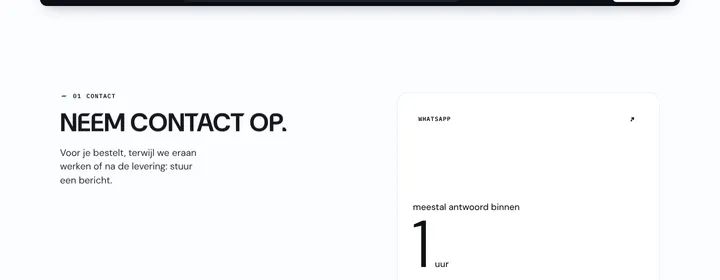 — 01 CONTACT
NEEM CONTACT OP.
Voor je bestelt, terwijl we eraan
werken of na de levering: stuur
een bericht.
WHATSAPP ↗
meestal antwoord binnen
1 uur